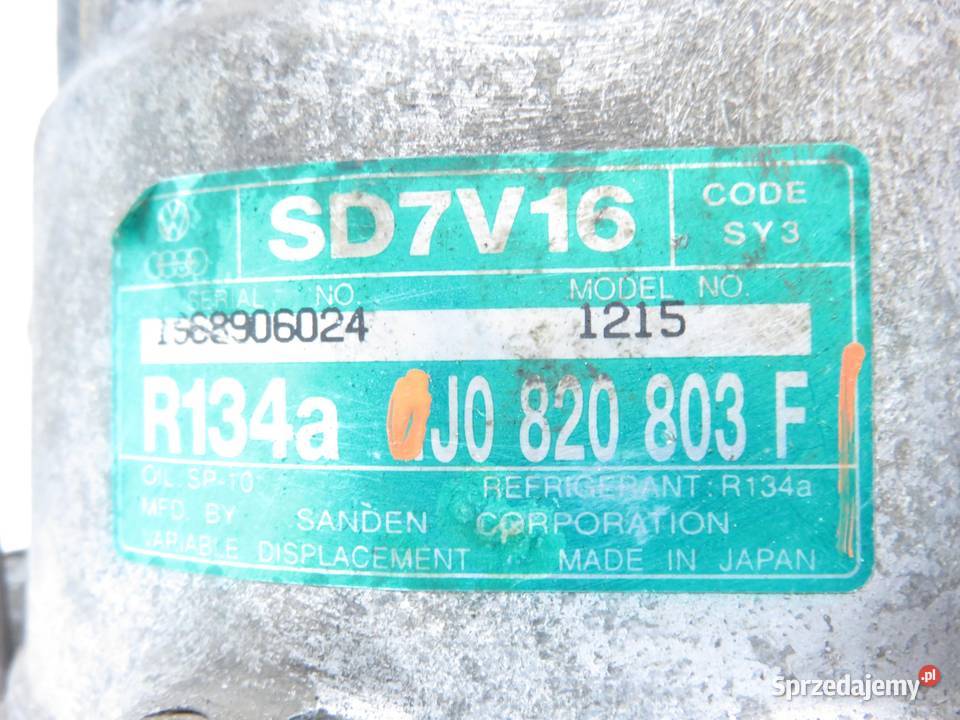 SD7V16
CODE
SY3
SERIAL NO.
MODEL NO.
1215
R134a J0 820 803 F
OIL: SP-10
REFRIGERANT: R134a
MFD. BY SANDEN CORPORATION
VARIABLE DISPLACEMENT MADE IN JAPAN
Sprzedajemy.pl